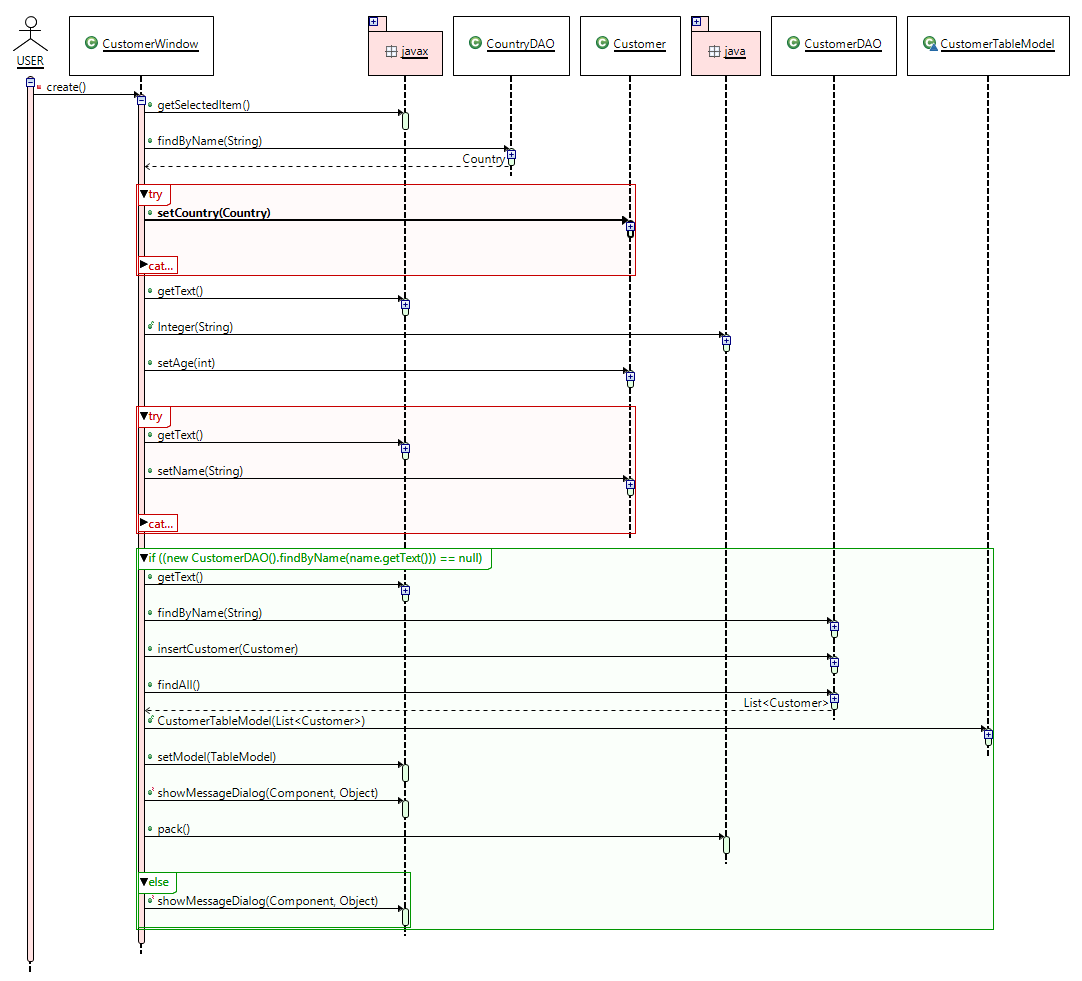 USER
CustomerWindow
javax
CountryDAO
Customer
java
CustomerDAO
CustomerTableModel
create()
getSelectedItem()
findByName(String)
Country
try
setCountry(Country)
cat...
getText()
Integer(String)
setAge(int)
try
getText()
setName(String)
cat...
if ((new CustomerDAO().findByName(name.getText())) == null)
getText()
findByName(String)
insertCustomer(Customer)
findAll()
List<Customer>
CustomerTableModel(List<Customer>)
setModel(TableModel)
showMessageDialog(Component, Object)
pack()
else
showMessageDialog(Component, Object)